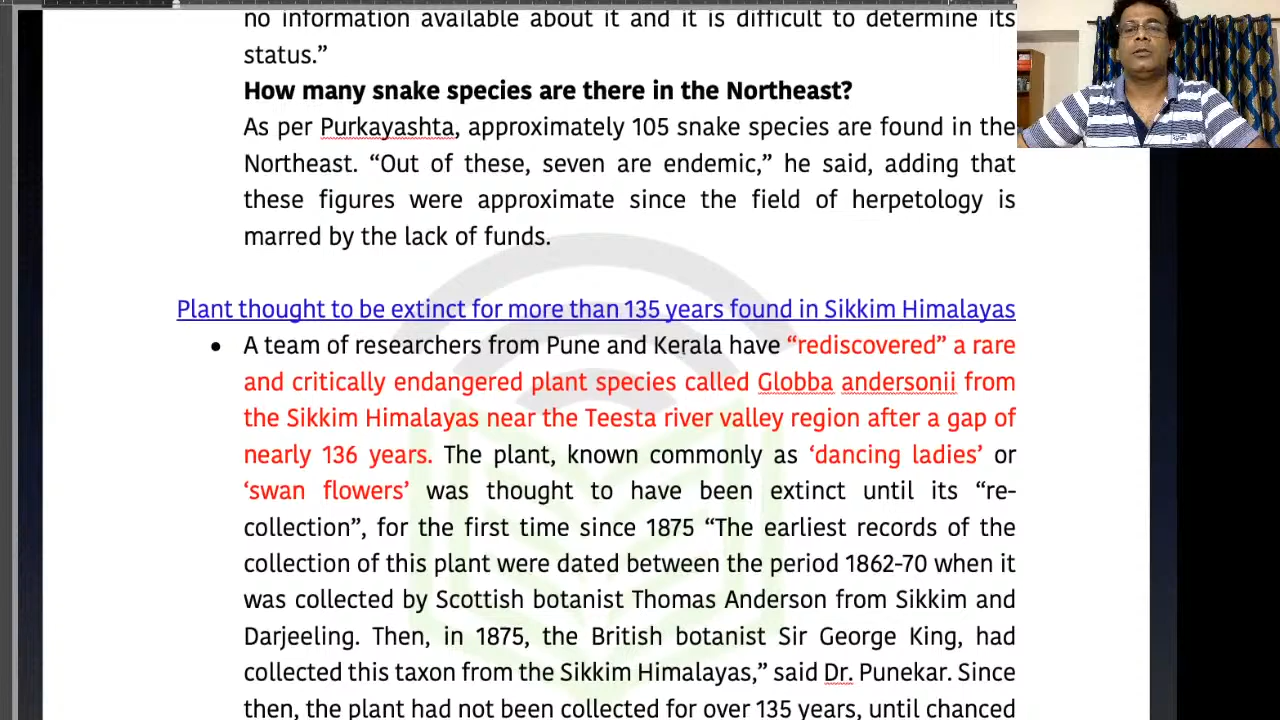 no information available about it and it is difficult to determine its
status.”
How many snake species are there in the Northeast?
As per Purkayashta, approximately 105 snake species are found in the
Northeast. “Out of these, seven are endemic,” he said, adding that
these figures were approximate since the field of herpetology is
marred by the lack of funds.
Plant thought to be extinct for more than 135 years found in Sikkim Himalayas
• A team of researchers from Pune and Kerala have “rediscovered” a rare
and critically endangered plant species called Globba andersonii from
the Sikkim Himalayas near the Teesta river valley region after a gap of
nearly 136 years. The plant, known commonly as ‘dancing ladies’ or
‘swan flowers’ was thought to have been extinct until its “re-
collection”, for the first time since 1875 “The earliest records of the
collection of this plant were dated between the period 1862-70 when it
was collected by Scottish botanist Thomas Anderson from Sikkim and
Darjeeling. Then, in 1875, the British botanist Sir George King, had
collected this taxon from the Sikkim Himalayas,” said Dr. Punekar. Since
then, the plant had not been collected for over 135 years, until chanced